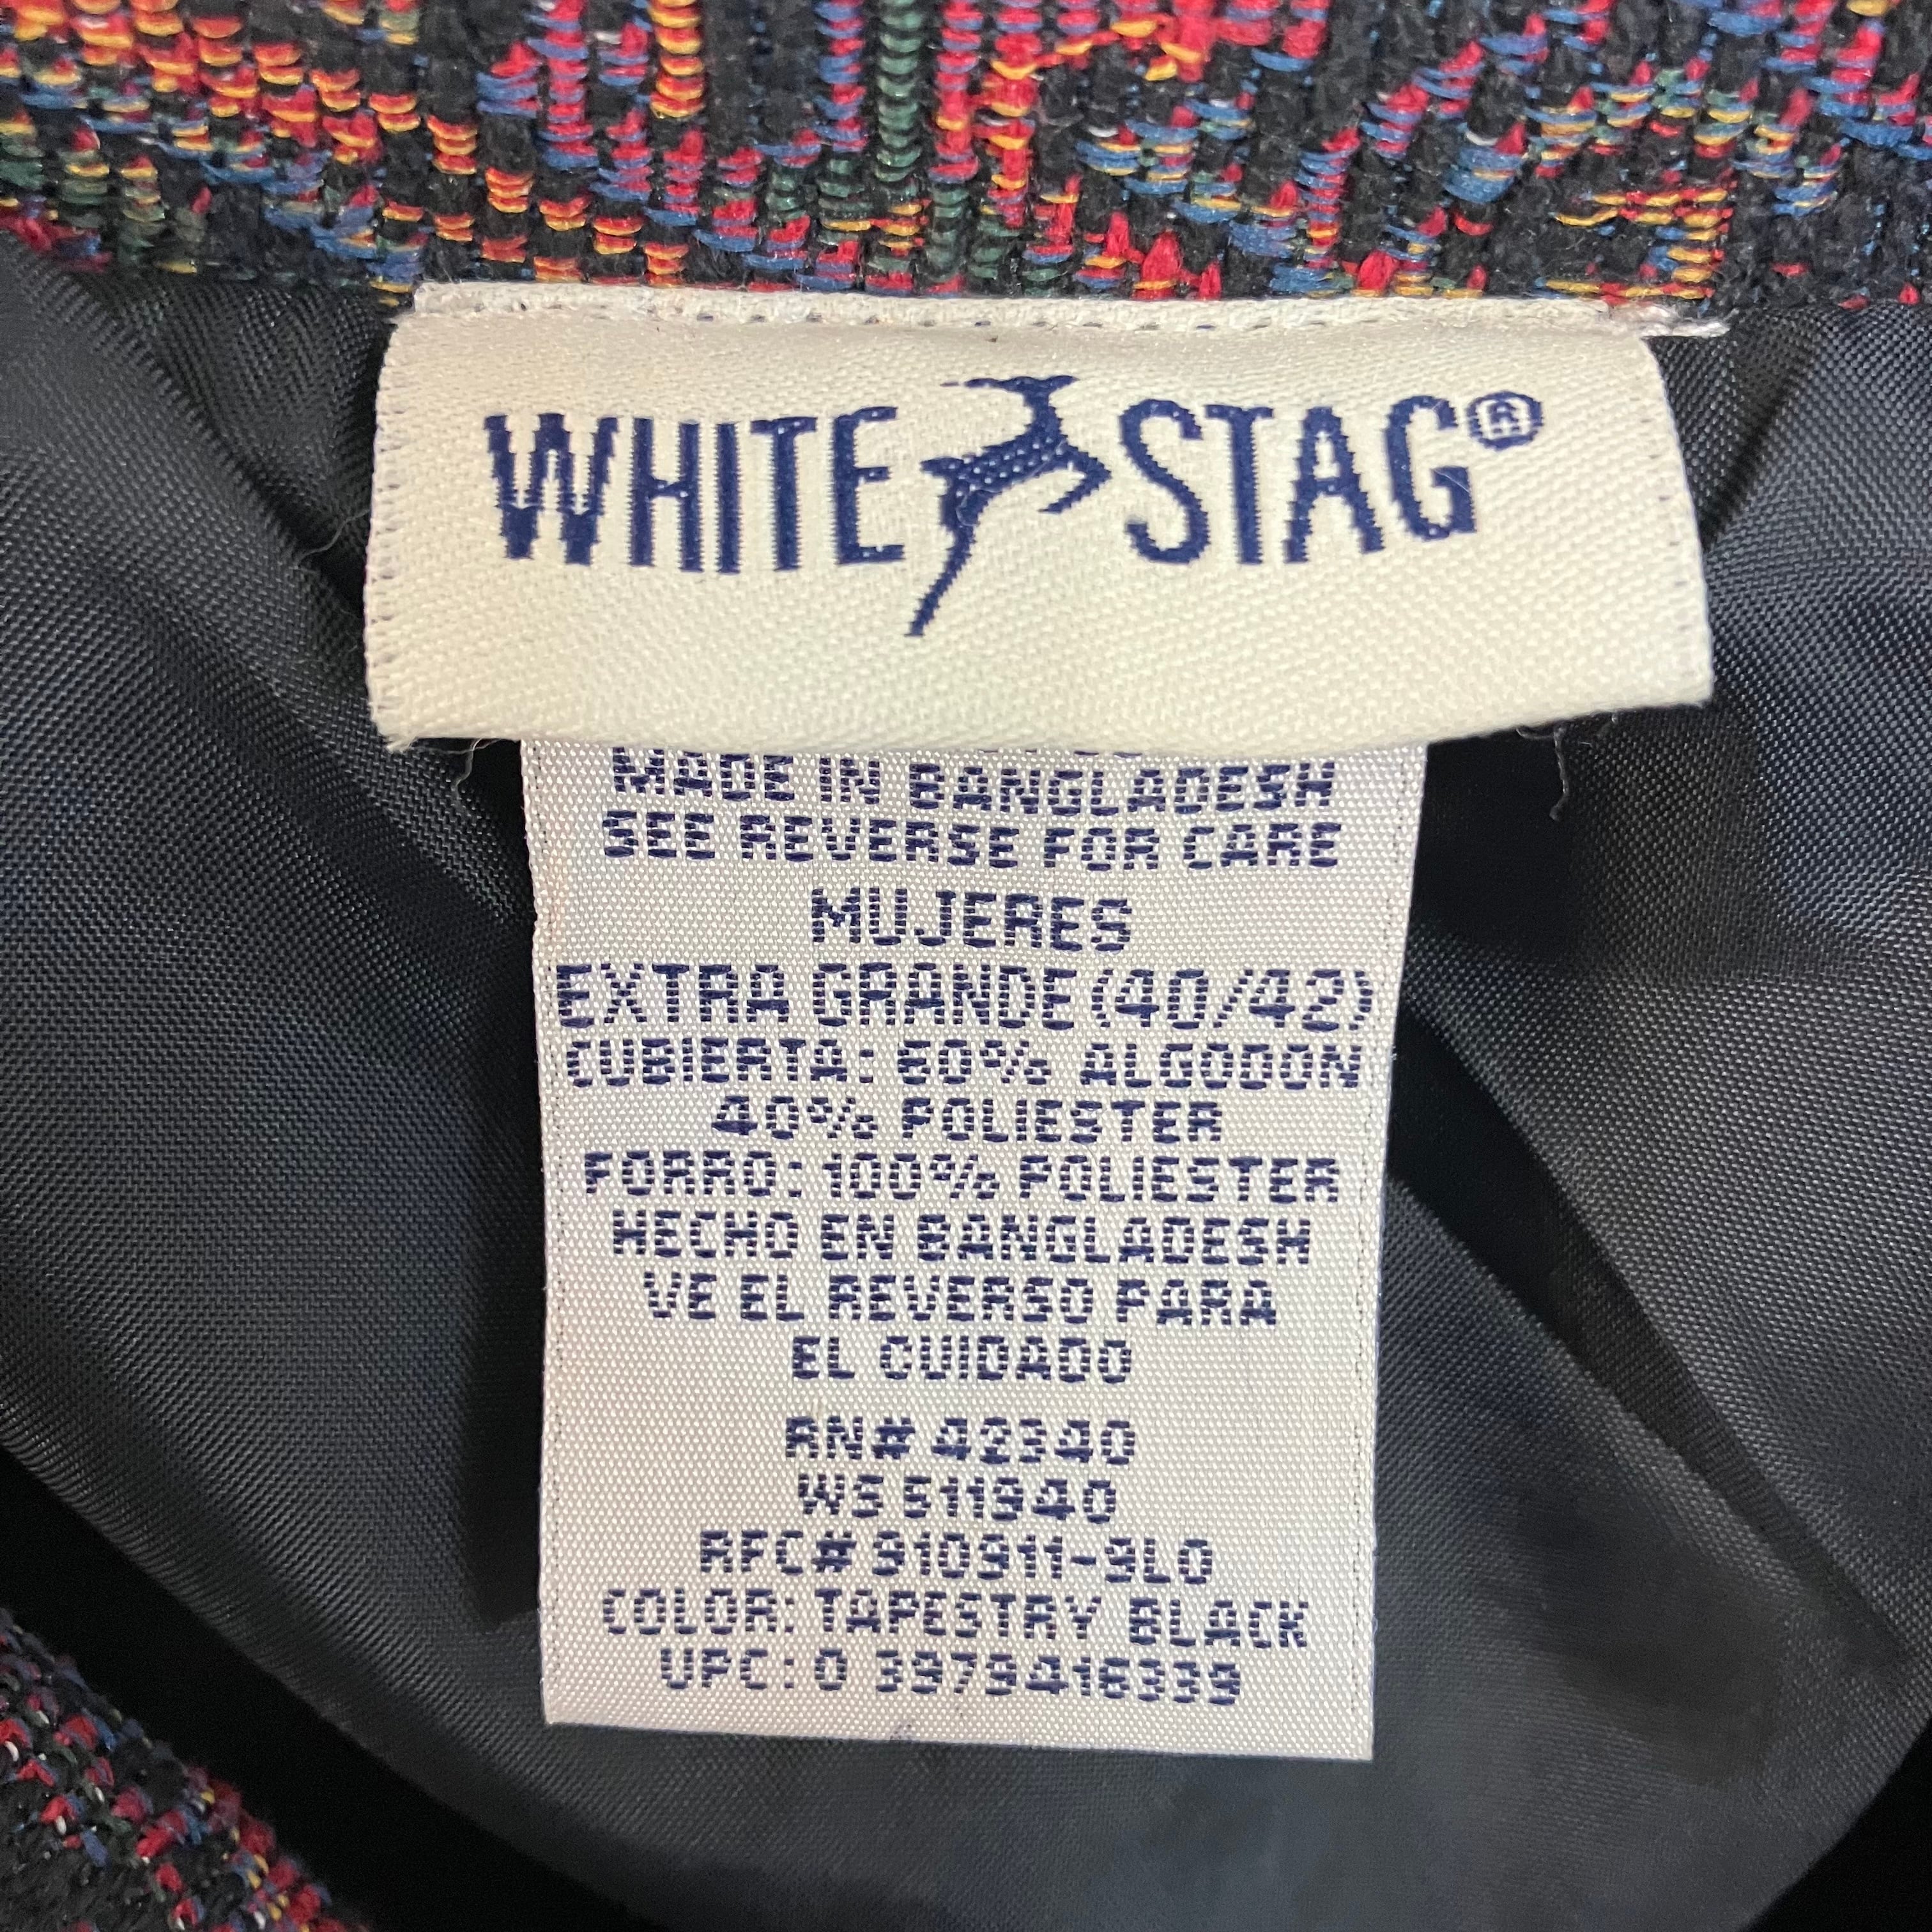 WHITE STAG®
MADE IN BANGLADESH
SEE REVERSE FOR CARE
MUJERES
EXTRA GRANDE (40/42)
CUBIERTA: 60% ALGODON
40% POLIESTER
FORRO: 100% POLIESTER
HECHO EN BANGLADESH
VE EL REVERSO PARA
EL CUIDADO
RN# 42340
WS 511940
RFC# 910911-9L0
COLOR: TAPESTRY BLACK
UPC: 0 3979416339